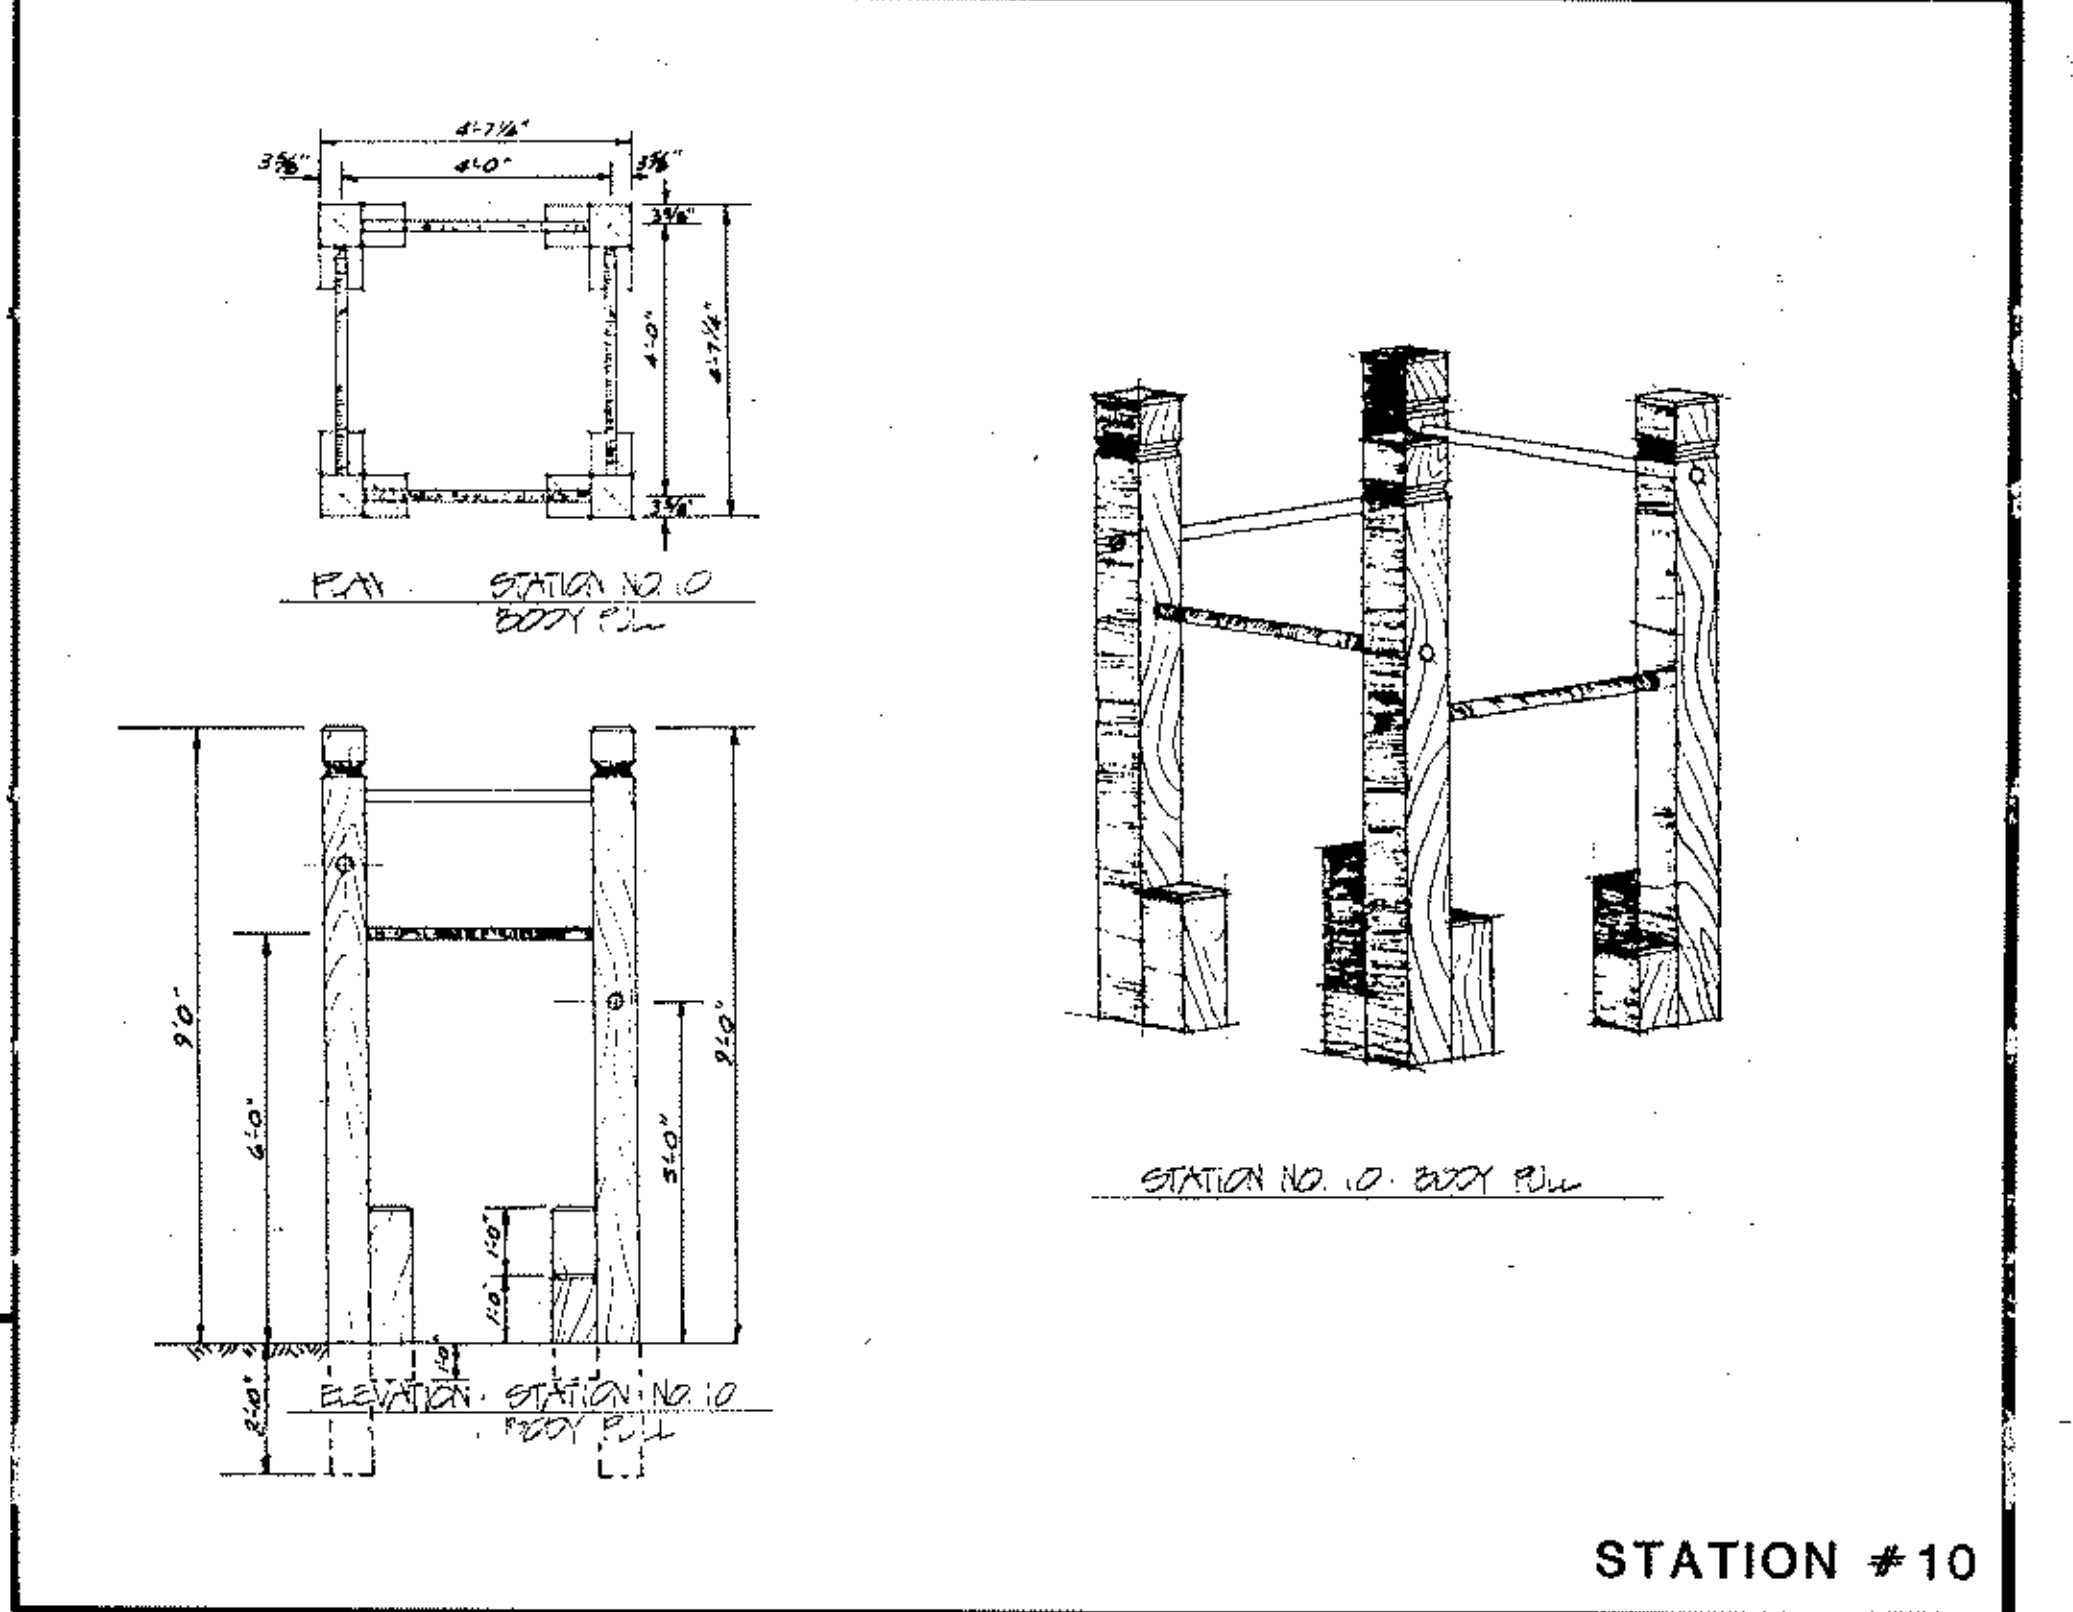 4'-7¼"
3⅝" 4'-0" 3⅝"
3⅝"
4'-0"
4'-7¼"
3⅝"
PLAN STATION NO. 10
BODY PULL
9'0"
6'-0"
2'-0"
1'-0"
1'-0"
1'-0"
5'-0"
9'-0"
ELEVATION · STATION NO. 10
BODY PULL
STATION NO. 10 · BODY PULL
STATION #10